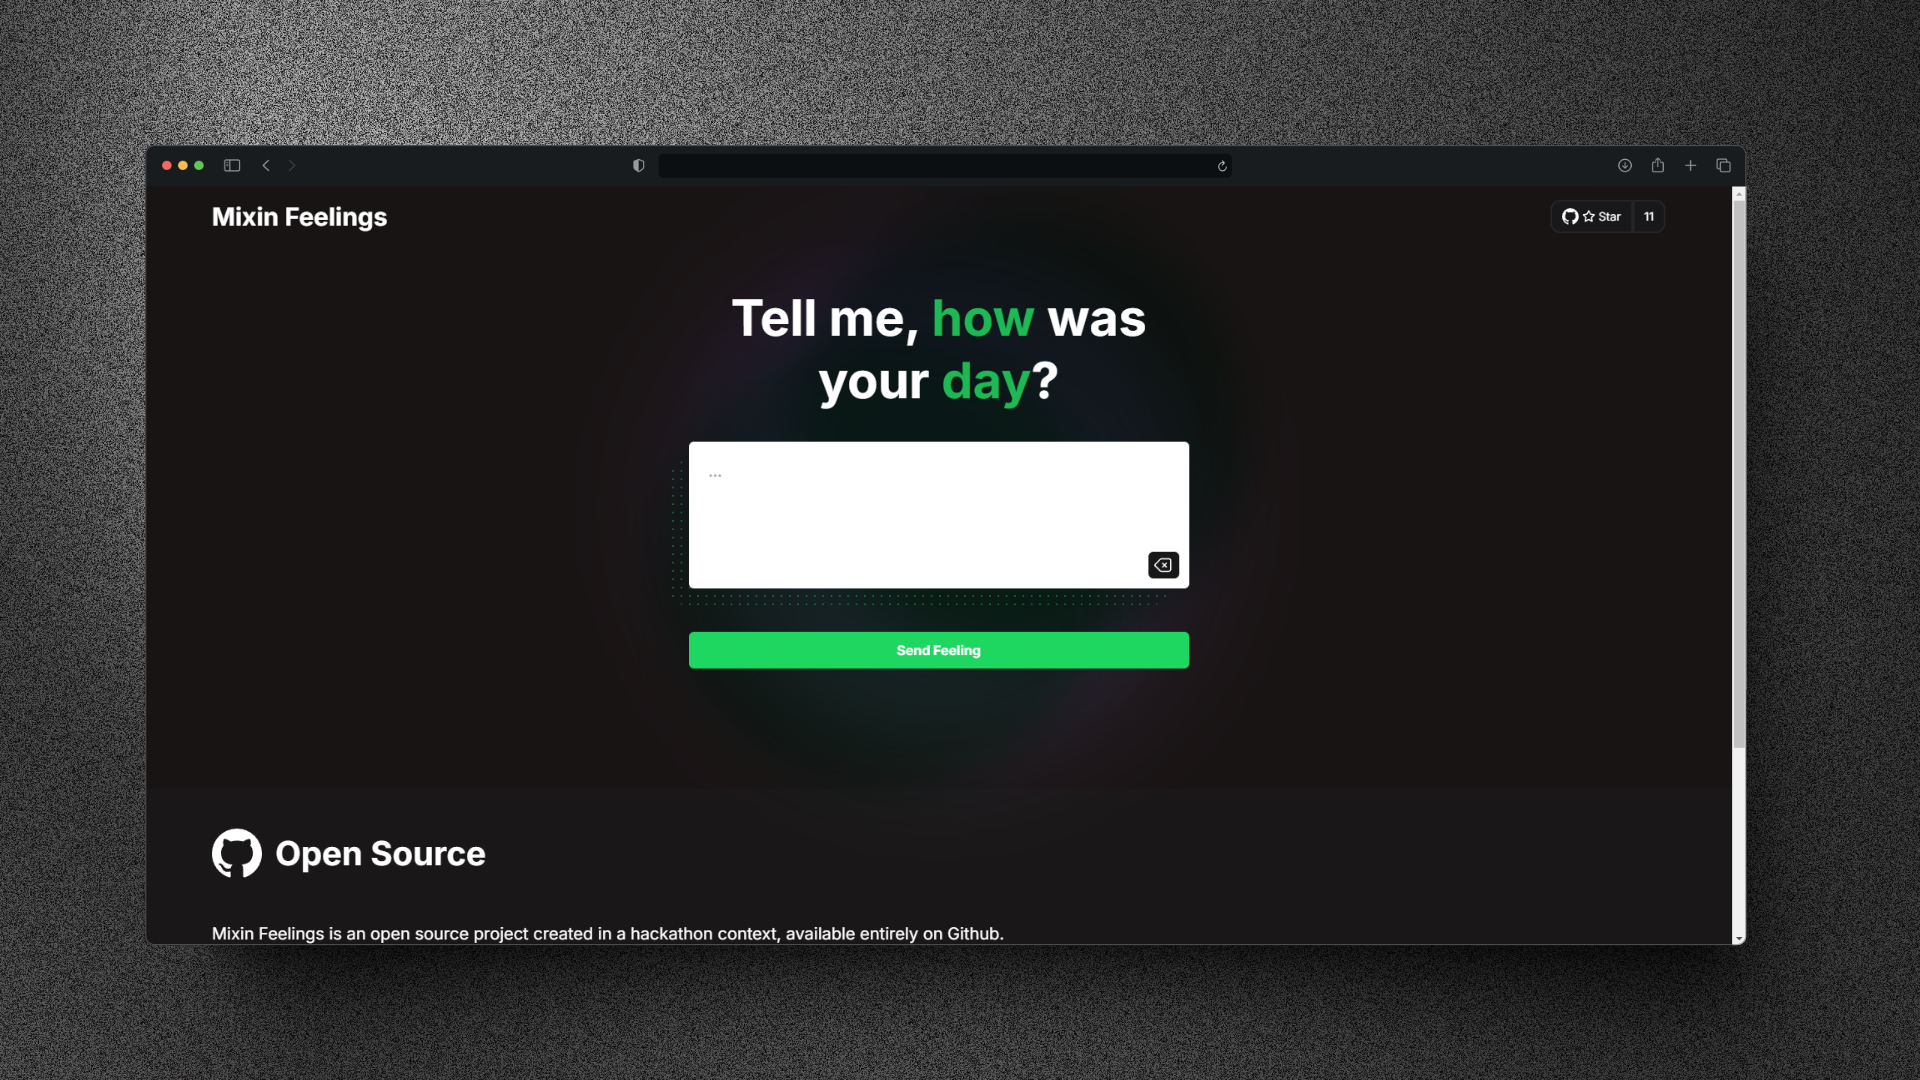 Mixin Feelings
Star
11
Tell me, how was
your day?
...
Send Feeling
Open Source
Mixin Feelings is an open source project created in a hackathon context, available entirely on Github.